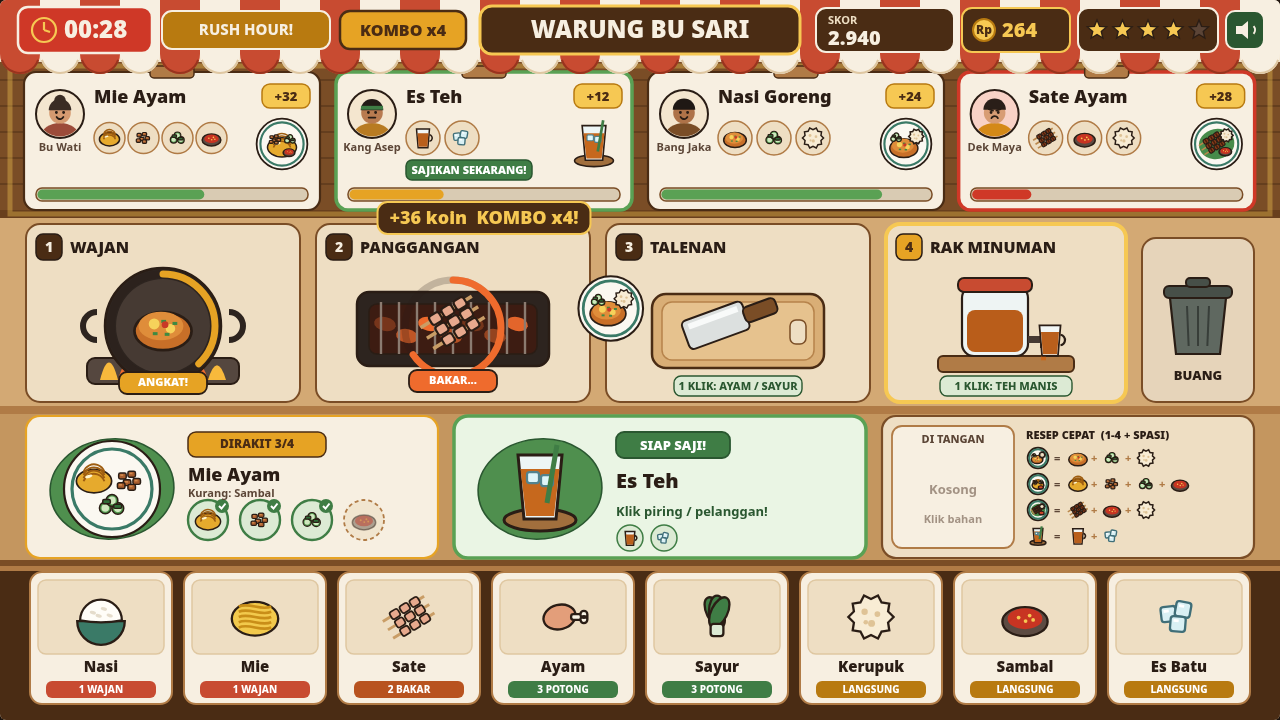 00:28
RUSH HOUR!
KOMBO x4
WARUNG BU SARI
SKOR
2.940
Rp 264
Mie Ayam
+32
Bu Wati
Es Teh
+12
Kang Asep
SAJIKAN SEKARANG!
Nasi Goreng
+24
Bang Jaka
Sate Ayam
+28
Dek Maya
+36 koin KOMBO x4!
1 WAJAN
ANGKAT!
2 PANGGANGAN
BAKAR...
3 TALENAN
1 KLIK: AYAM / SAYUR
4 RAK MINUMAN
1 KLIK: TEH MANIS
BUANG
DIRAKIT 3/4
Mie Ayam
Kurang: Sambal
SIAP SAJI!
Es Teh
Klik piring / pelanggan!
DI TANGAN
Kosong
Klik bahan
RESEP CEPAT (1-4 + SPASI)
= + +
= + + +
= + +
= +
Nasi
1 WAJAN
Mie
1 WAJAN
Sate
2 BAKAR
Ayam
3 POTONG
Sayur
3 POTONG
Kerupuk
LANGSUNG
Sambal
LANGSUNG
Es Batu
LANGSUNG